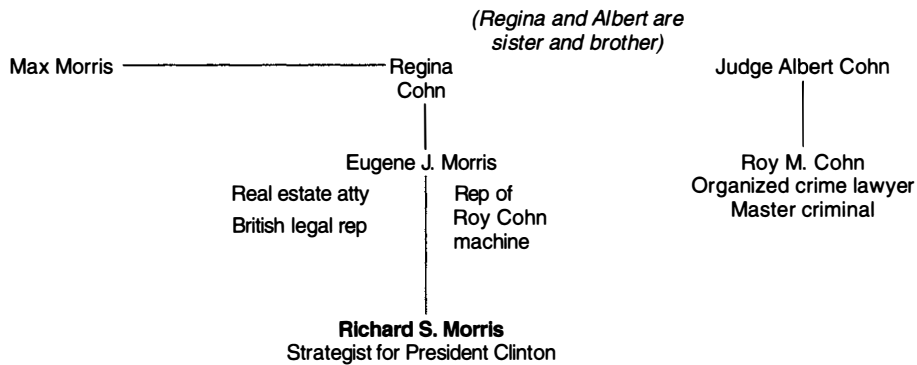 (Regina and Albert are
sister and brother)
Max Morris
Regina
Cohn
Judge Albert Cohn
Eugene J. Morris
Real estate atty
British legal rep
Rep of
Roy Cohn
machine
Roy M. Cohn
Organized crime lawyer
Master criminal
Richard S. Morris
Strategist for President Clinton